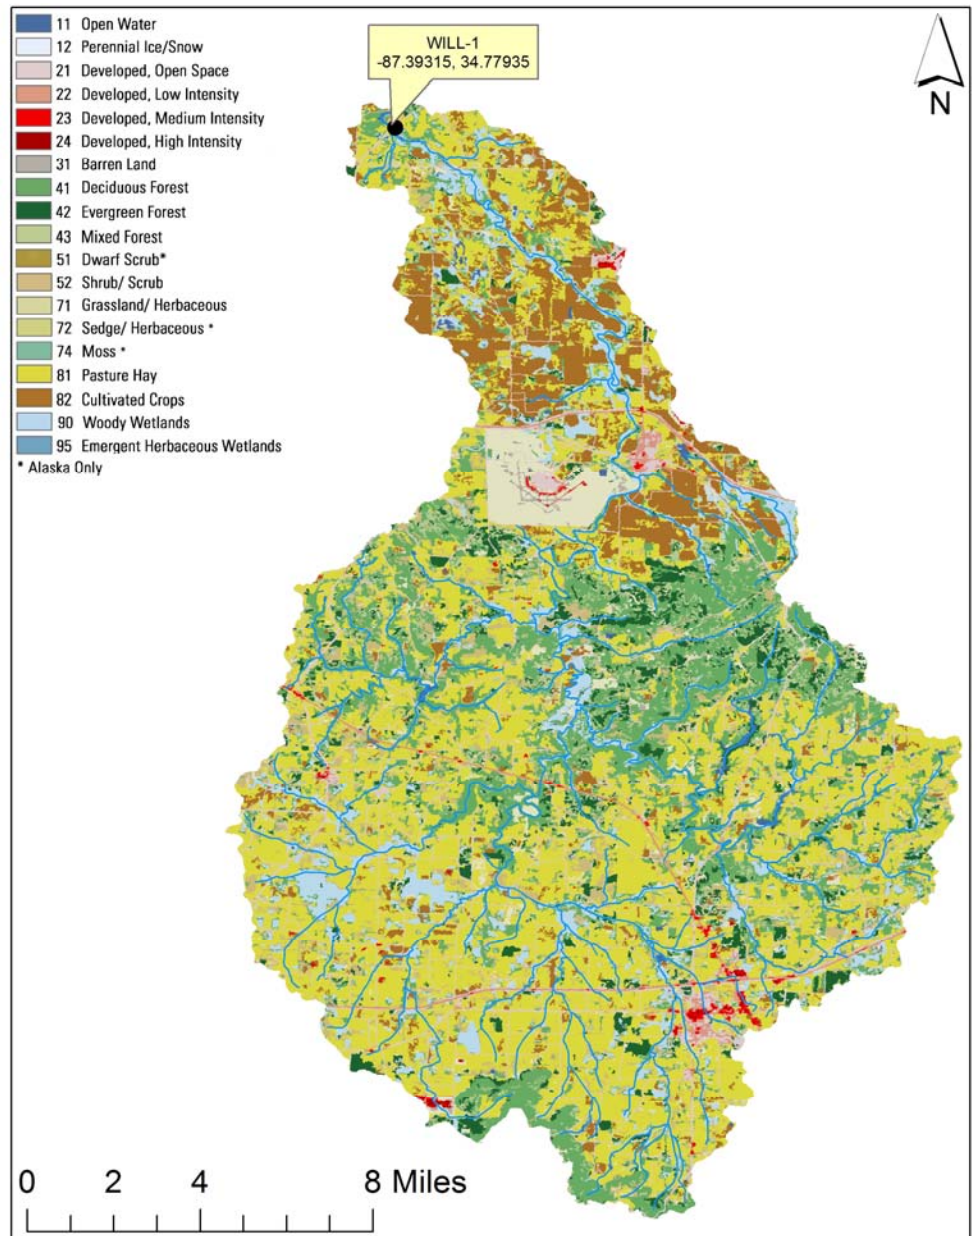 11 Open Water
12 Perennial Ice/Snow
21 Developed, Open Space
22 Developed, Low Intensity
23 Developed, Medium Intensity
24 Developed, High Intensity
31 Barren Land
41 Deciduous Forest
42 Evergreen Forest
43 Mixed Forest
51 Dwarf Scrub*
52 Shrub/ Scrub
71 Grassland/ Herbaceous
72 Sedge/ Herbaceous *
74 Moss *
81 Pasture Hay
82 Cultivated Crops
90 Woody Wetlands
95 Emergent Herbaceous Wetlands
* Alaska Only
WILL-1
-87.39315, 34.77935
N
0 2 4 8 Miles